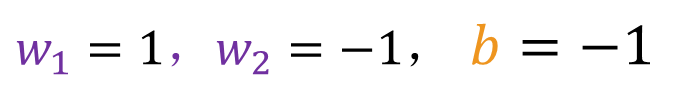 w₁ = 1, w₂ = −1, b = −1